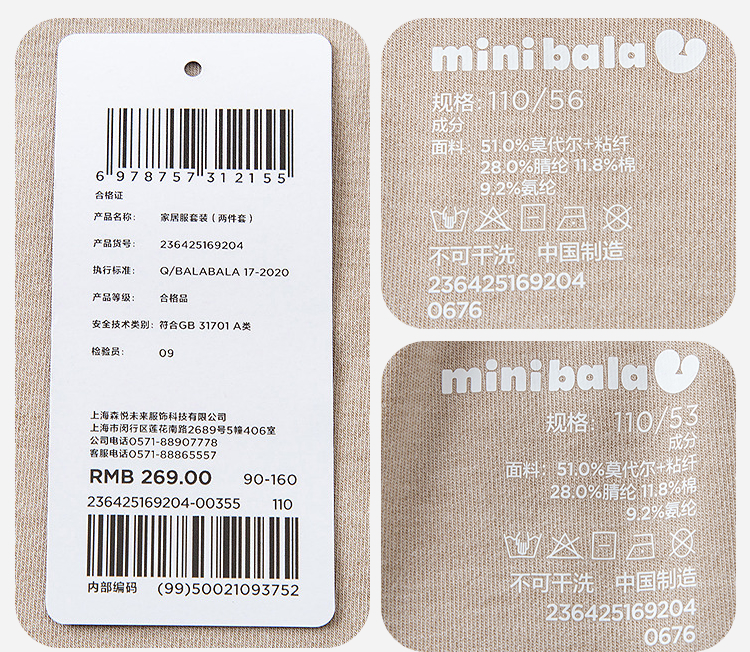 6 978757 312155
合格证
产品名称： 家居服套装（两件套）
产品货号： 236425169204
执行标准： Q/BALABALA 17-2020
产品等级： 合格品
安全技术类别：符合GB 31701 A类
检验员： 09
上海森悦未来服饰科技有限公司
上海市闵行区莲花南路2689号5幢406室
公司电话0571-88907778
客服电话0571-88865557
RMB 269.00 90-160
236425169204-00355 110
内部编码 (99)50021093752
mini bala
规格：110/56
成分
面料：51.0%莫代尔+粘纤
28.0%腈纶 11.8%棉
9.2%氨纶
不可干洗 中国制造
236425169204
0676
mini bala
规格：110/53
成分
面料：51.0%莫代尔+粘纤
28.0%腈纶 11.8%棉
9.2%氨纶
不可干洗 中国制造
236425169204
0676